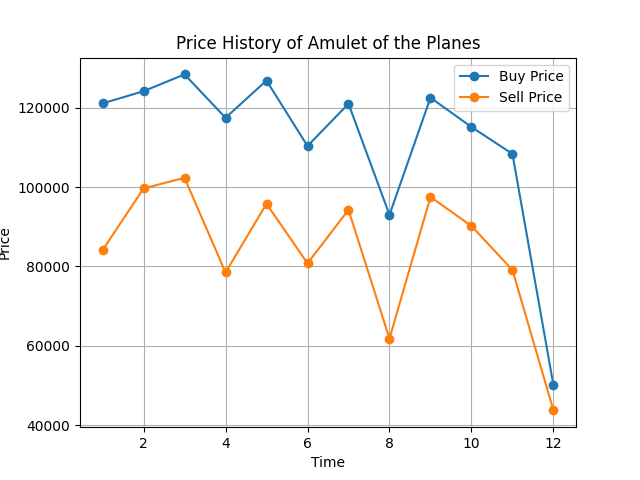 Price History of Amulet of the Planes
Buy Price
Sell Price
120000
100000
80000
60000
40000
Price
2 4 6 8 10 12
Time